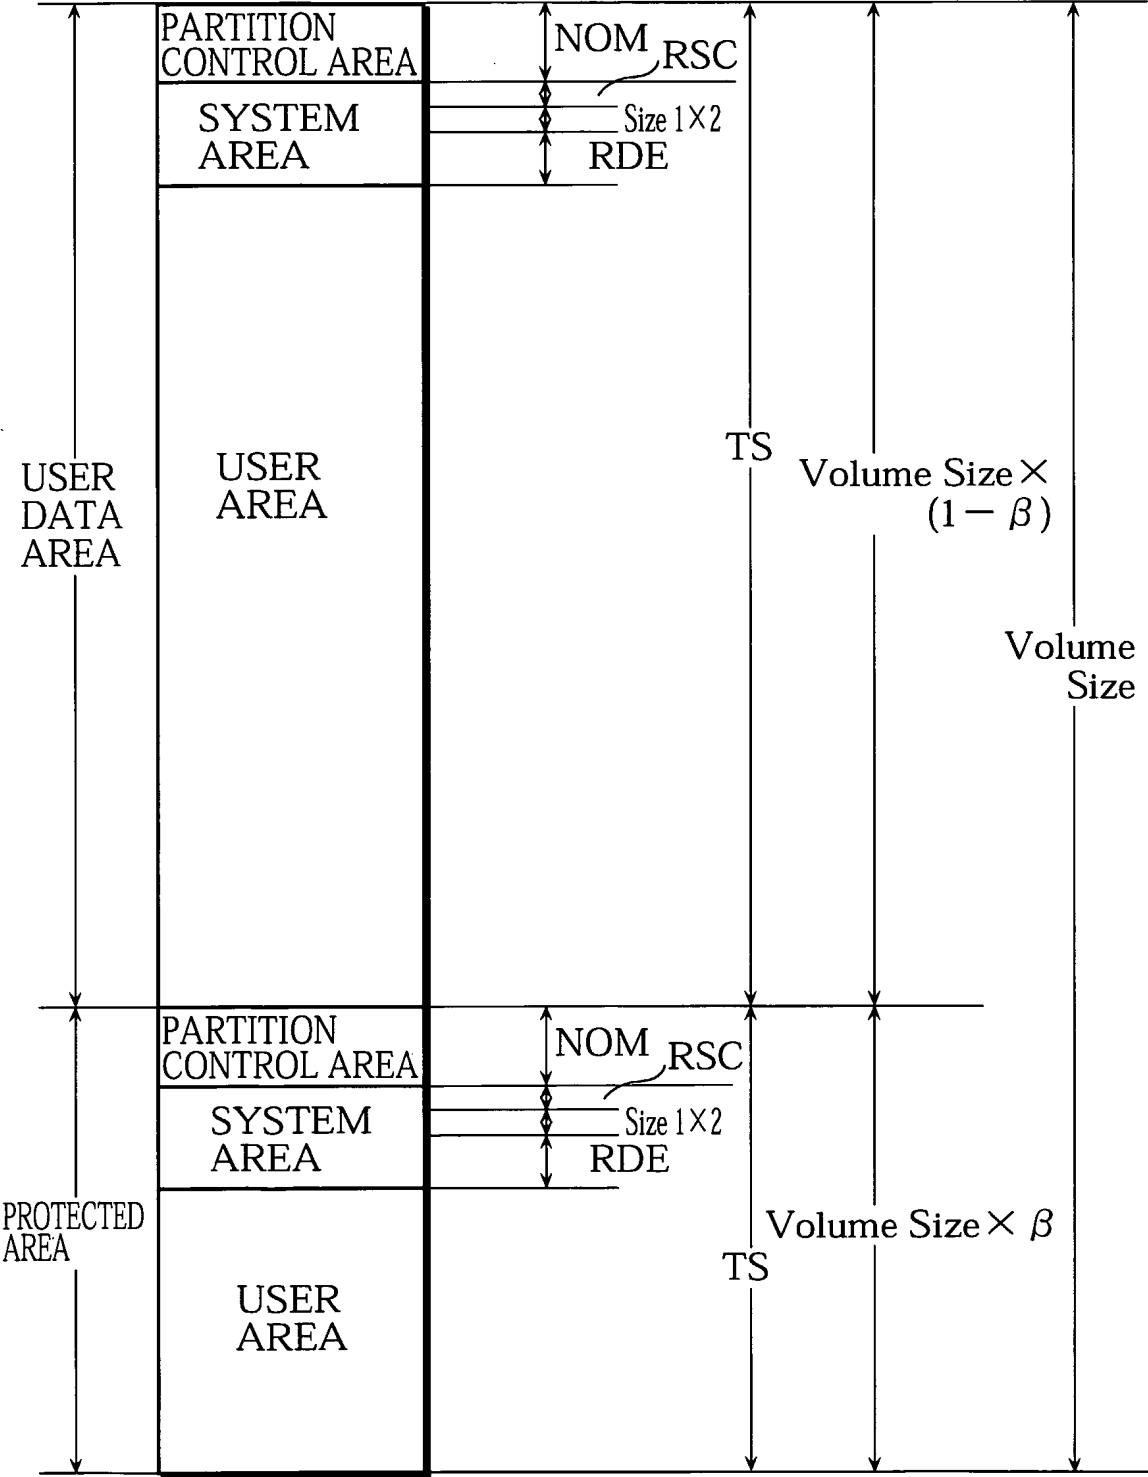 PARTITION
CONTROL AREA
NOM
RSC
SYSTEM
AREA
Size 1×2
RDE
USER
DATA
AREA
USER
AREA
TS
Volume Size×
(1− β)
Volume
Size
PARTITION
CONTROL AREA
NOM
RSC
SYSTEM
AREA
Size 1×2
RDE
PROTECTED
AREA
USER
AREA
TS
Volume Size× β